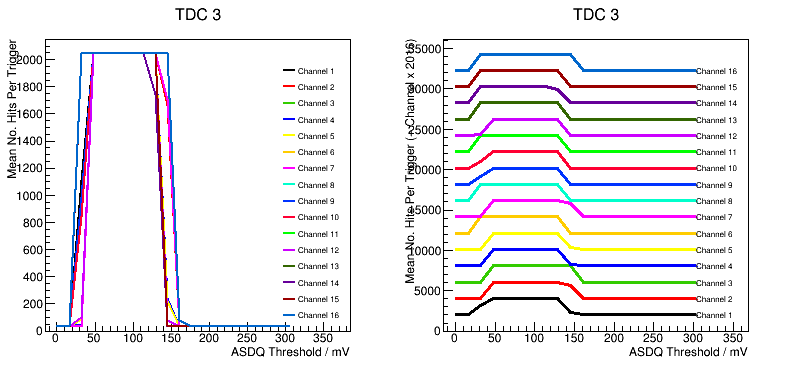 TDC 3
Mean No. Hits Per Trigger
2000
1800
1600
1400
1200
1000
800
600
400
200
0
0 50 100 150 200 250 300 350
ASDQ Threshold / mV
Channel 1
Channel 2
Channel 3
Channel 4
Channel 5
Channel 6
Channel 7
Channel 8
Channel 9
Channel 10
Channel 11
Channel 12
Channel 13
Channel 14
Channel 15
Channel 16
TDC 3
Mean No. Hits Per Trigger (+ Channel x
35000
30000
25000
20000
15000
10000
5000
0
0 50 100 150 200 250 300 350
ASDQ Threshold / mV
Channel 16
Channel 15
Channel 14
Channel 13
Channel 12
Channel 11
Channel 10
Channel 9
Channel 8
Channel 7
Channel 6
Channel 5
Channel 4
Channel 3
Channel 2
Channel 1